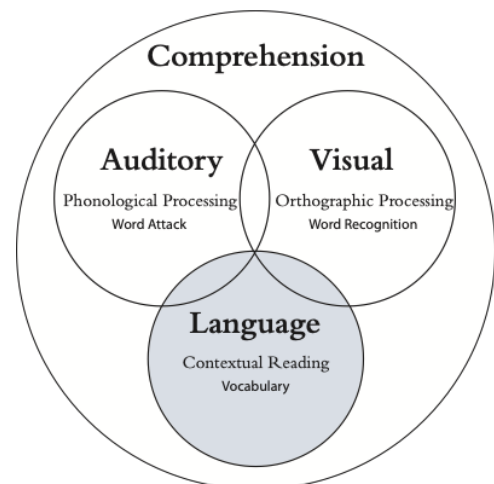 Comprehension
Auditory
Phonological Processing
Word Attack
Visual
Orthographic Processing
Word Recognition
Language
Contextual Reading
Vocabulary